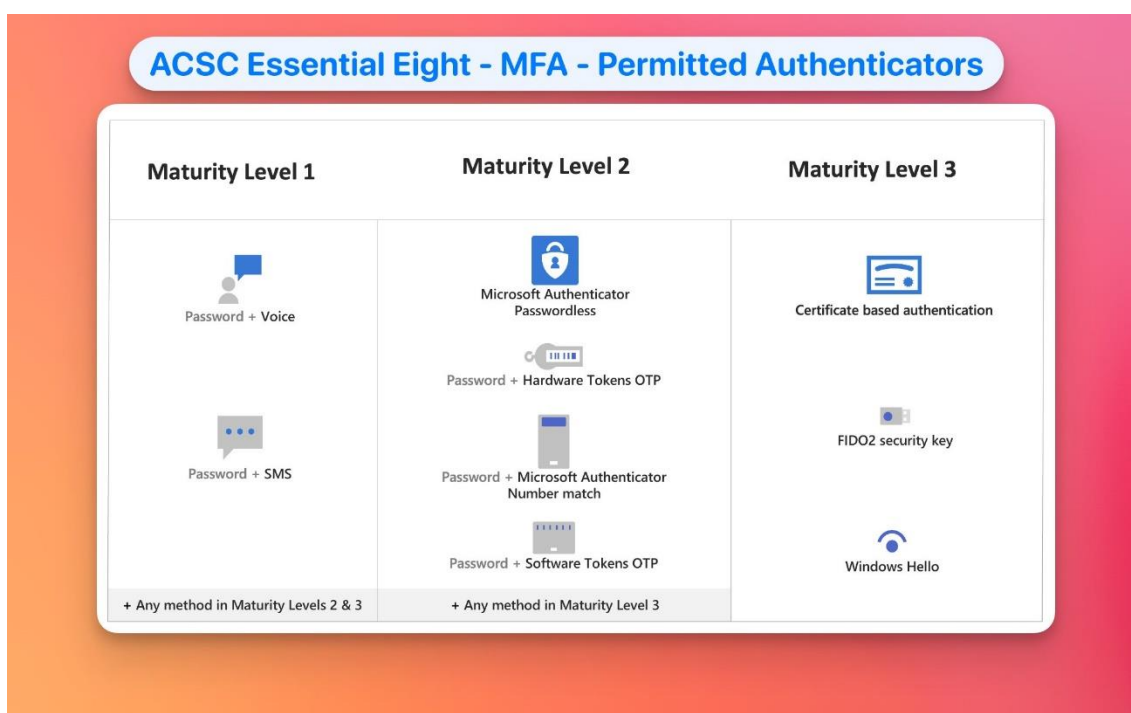 ACSC Essential Eight - MFA - Permitted Authenticators
Maturity Level 1
Maturity Level 2
Maturity Level 3
Password + Voice
Password + SMS
+ Any method in Maturity Levels 2 & 3
Microsoft Authenticator
Passwordless
Password + Hardware Tokens OTP
Password + Microsoft Authenticator
Number match
Password + Software Tokens OTP
+ Any method in Maturity Level 3
Certificate based authentication
FIDO2 security key
Windows Hello